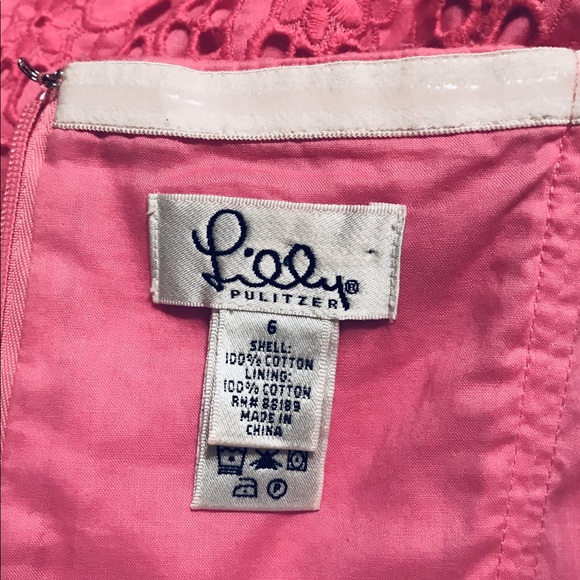 Lilly®
PULITZER
6
SHELL:
100% COTTON
LINING:
100% COTTON
RN# 88189
MADE IN
CHINA
P